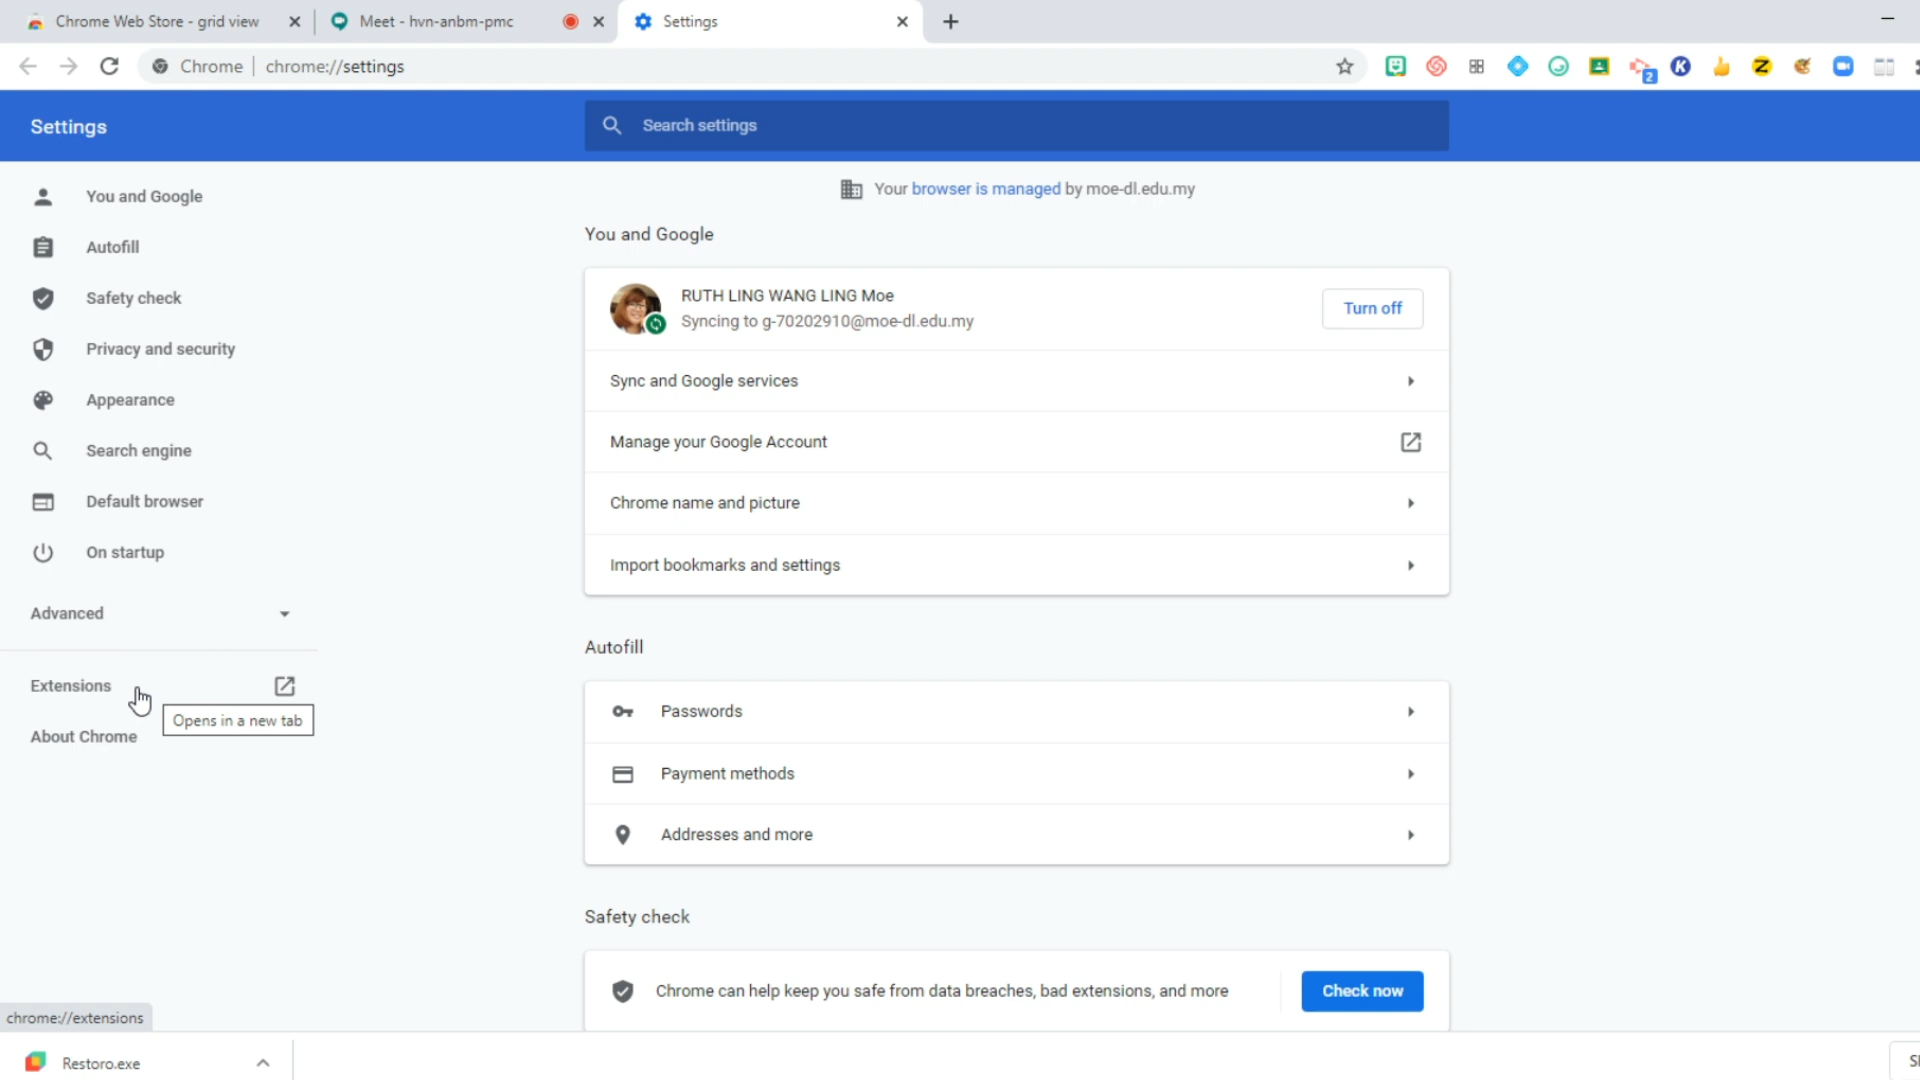 Chrome Web Store - grid view
Meet - hvn-anbm-pmc
Settings
Chrome
chrome://settings
2
K
Z
Settings
Search settings
You and Google
Autofill
Safety check
Privacy and security
Appearance
Search engine
Default browser
On startup
Advanced
Extensions
Opens in a new tab
About Chrome
Your browser is managed by moe-dl.edu.my
You and Google
RUTH LING WANG LING Moe
Syncing to g-70202910@moe-dl.edu.my
Turn off
Sync and Google services
Manage your Google Account
Chrome name and picture
Import bookmarks and settings
Autofill
Passwords
Payment methods
Addresses and more
Safety check
Chrome can help keep you safe from data breaches, bad extensions, and more
Check now
chrome://extensions
Restoro.exe